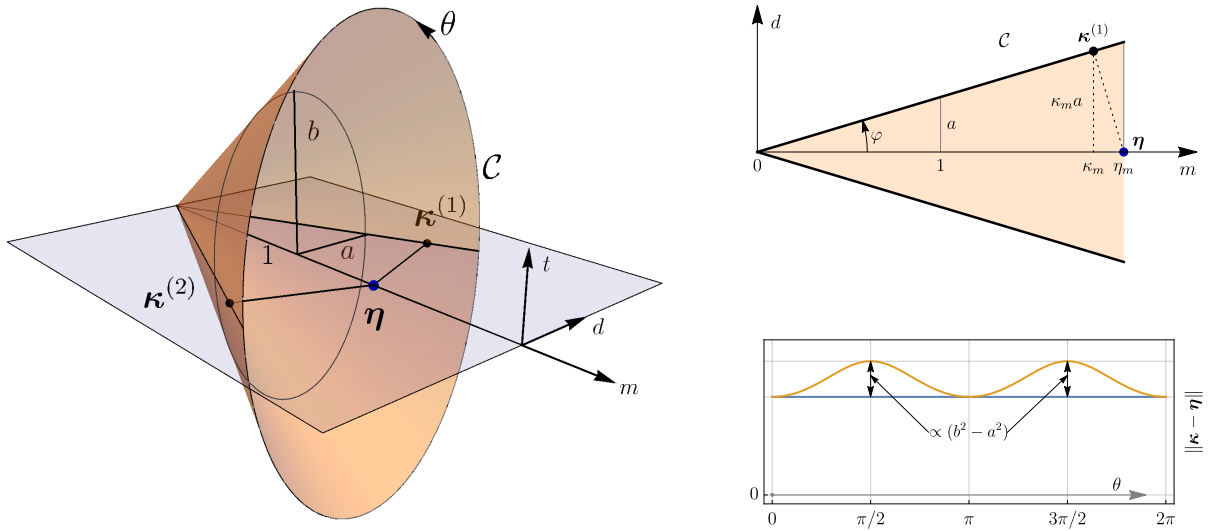 θ
b
C
κ^(1)
1
a
κ^(2)
η
t
d
m
d
C
κ^(1)
κ_m a
φ
a
η
0
1
κ_m
η_m
m
∝ (b² − a²)
‖κ − η‖
0
θ
0
π/2
π
3π/2
2π